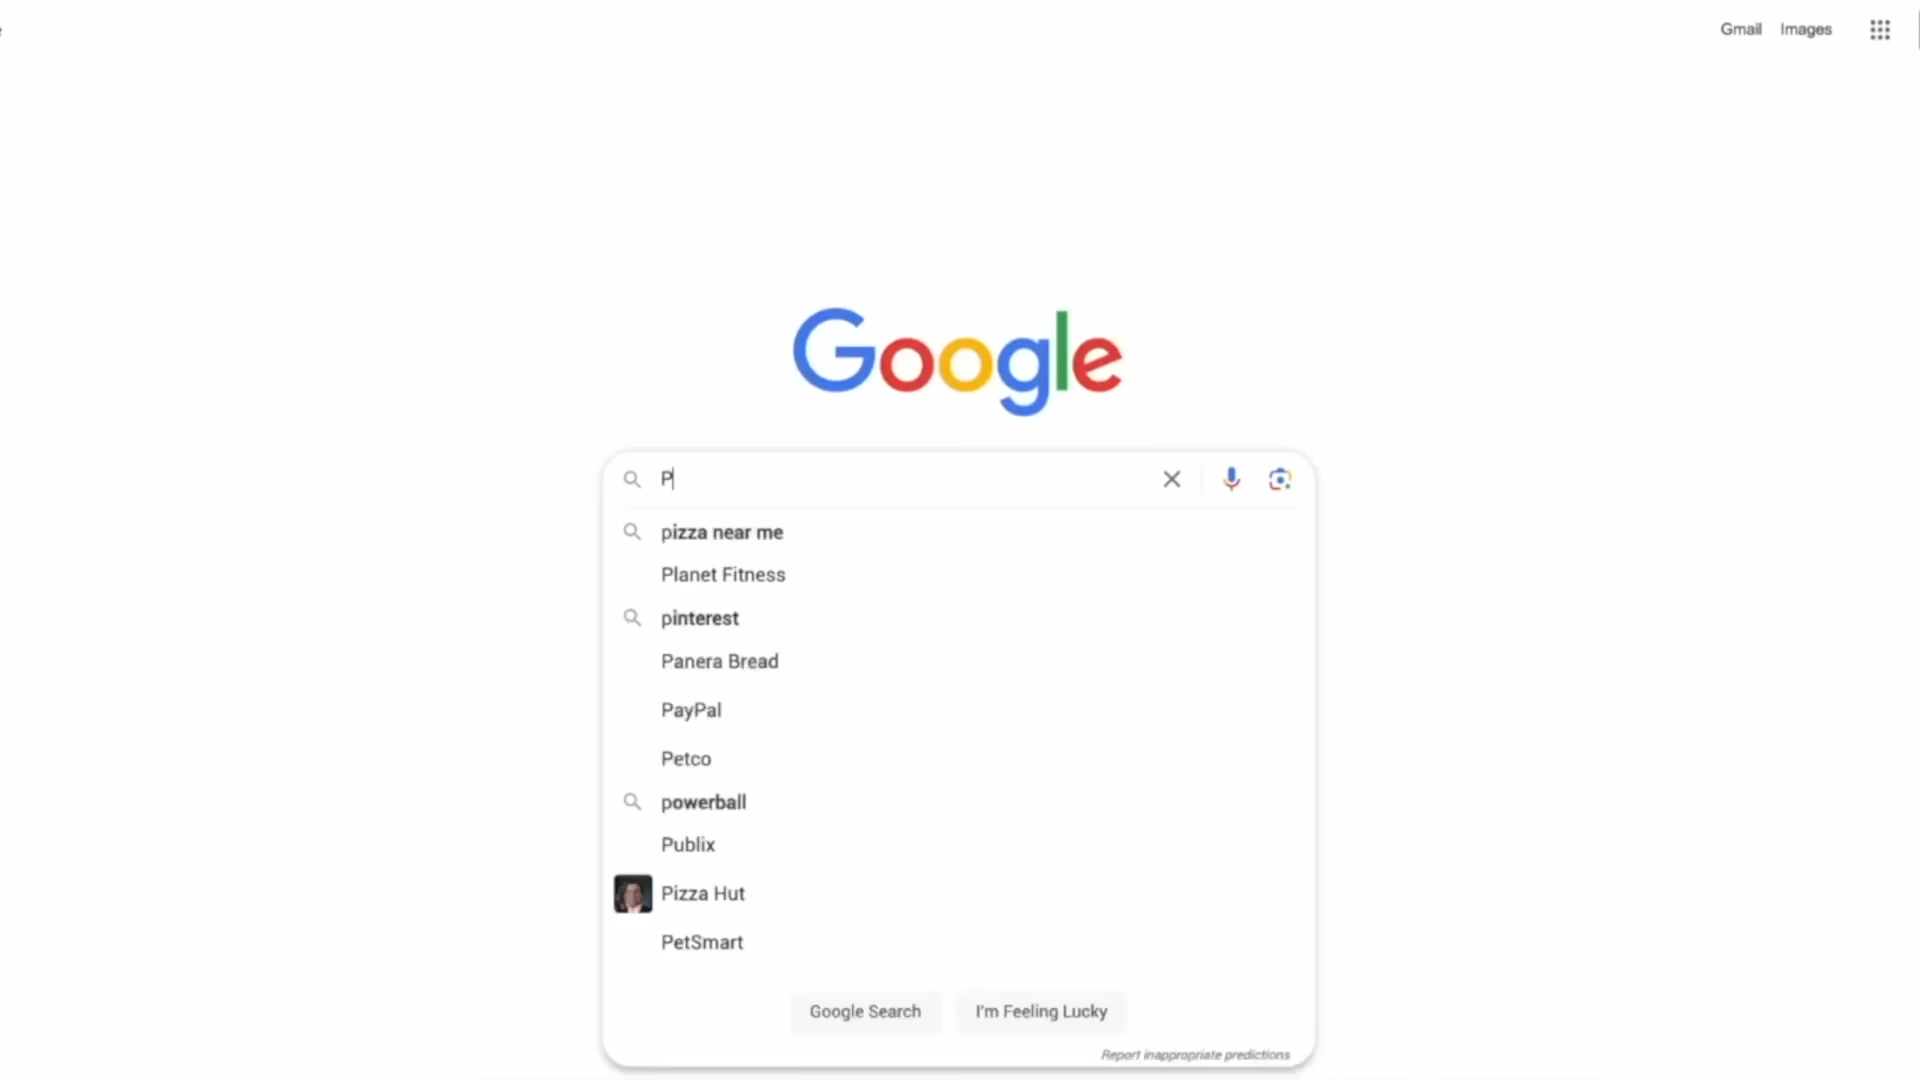 Gmail Images
Google
P
pizza near me
Planet Fitness
pinterest
Panera Bread
PayPal
Petco
powerball
Publix
Pizza Hut
PetSmart
Google Search I'm Feeling Lucky
Report inappropriate predictions